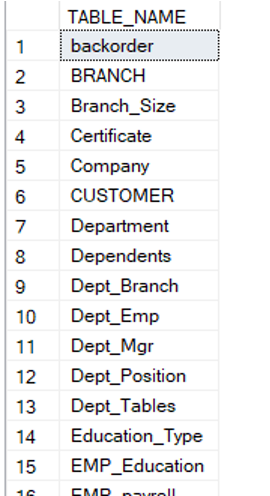 TABLE_NAME
1 backorder
2 BRANCH
3 Branch_Size
4 Certificate
5 Company
6 CUSTOMER
7 Department
8 Dependents
9 Dept_Branch
10 Dept_Emp
11 Dept_Mgr
12 Dept_Position
13 Dept_Tables
14 Education_Type
15 EMP_Education
16 EMP_payroll